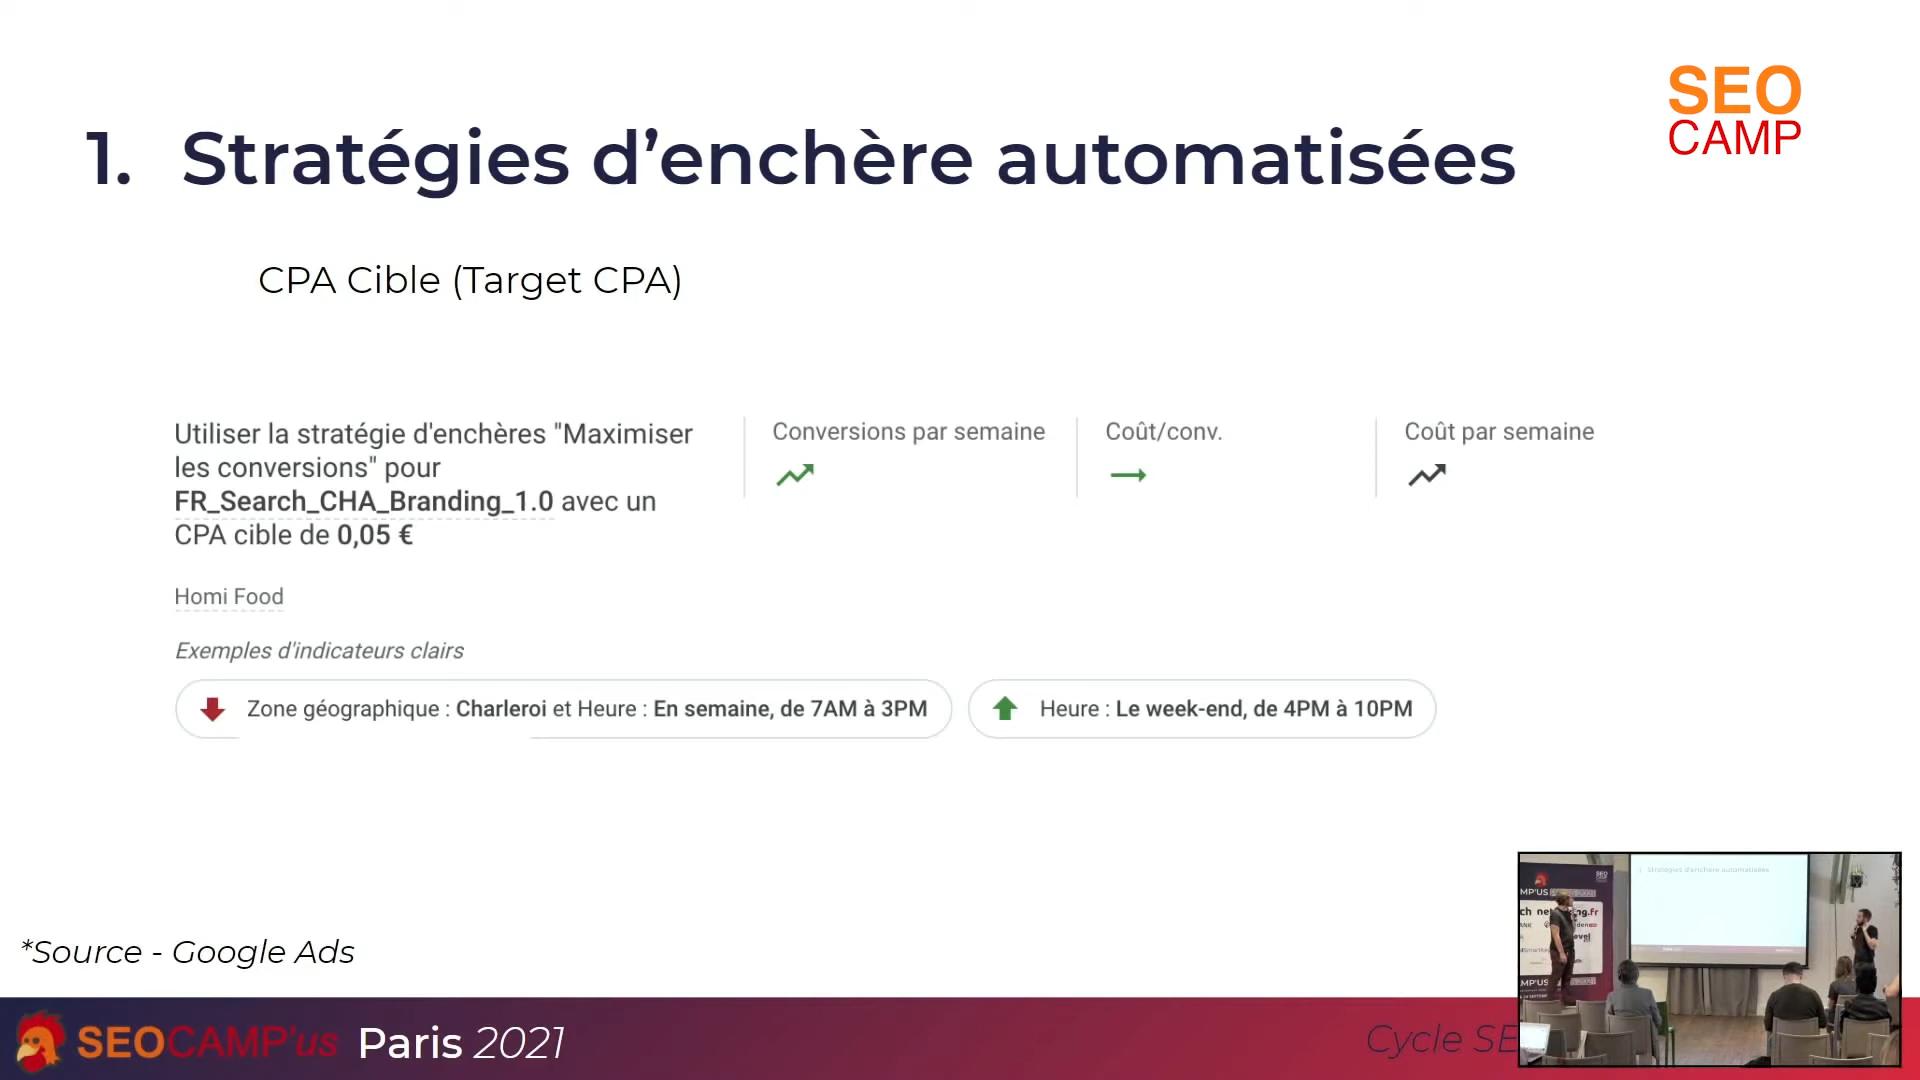 SEO
CAMP
1. Stratégies d’enchère automatisées
CPA Cible (Target CPA)
Utiliser la stratégie d'enchères "Maximiser
les conversions" pour
FR_Search_CHA_Branding_1.0 avec un
CPA cible de 0,05 €
Conversions par semaine
Coût/conv.
Coût par semaine
Homi Food
Exemples d'indicateurs clairs
Zone géographique : Charleroi et Heure : En semaine, de 7AM à 3PM
Heure : Le week-end, de 4PM à 10PM
*Source - Google Ads
SEOCAMP'us Paris 2021
Cycle SE
Stratégies d'enchère automatisées